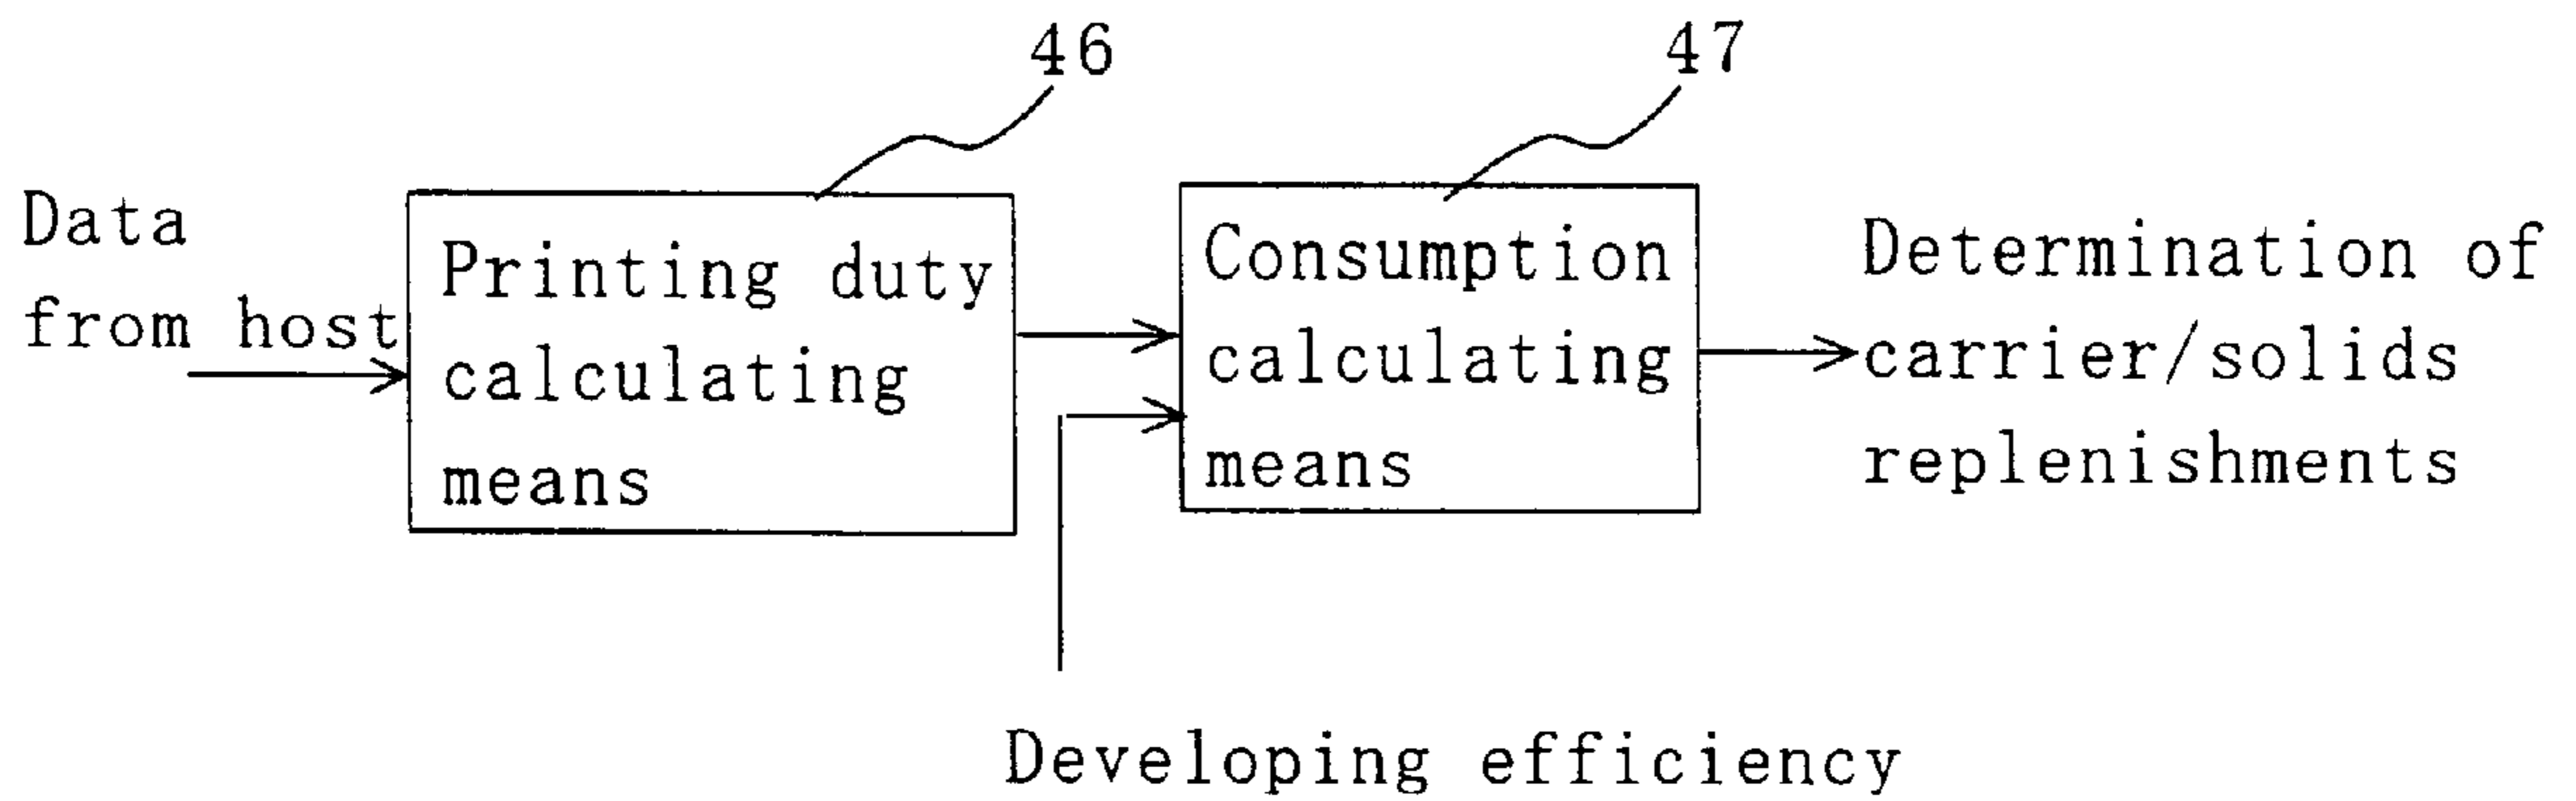 46
47
Data
from host
Printing duty
calculating
means
Consumption
calculating
means
Determination of
carrier/solids
replenishments
Developing efficiency